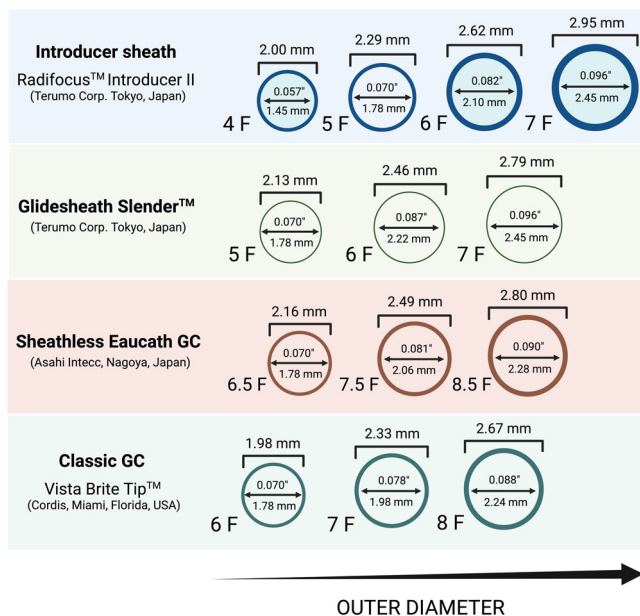 Introducer sheath
Radifocus™ Introducer II
(Terumo Corp. Tokyo, Japan)
2.00 mm
2.29 mm
2.62 mm
2.95 mm
0.057"
1.45 mm
0.070"
1.78 mm
0.082"
2.10 mm
0.096"
2.45 mm
4 F
5 F
6 F
7 F
Glidesheath Slender™
(Terumo Corp. Tokyo, Japan)
2.13 mm
2.46 mm
2.79 mm
0.070"
1.78 mm
0.087"
2.22 mm
0.096"
2.45 mm
5 F
6 F
7 F
Sheathless Eaucath GC
(Asahi Intecc, Nagoya, Japan)
2.16 mm
2.49 mm
2.80 mm
0.070"
1.78 mm
0.081"
2.06 mm
0.090"
2.28 mm
6.5 F
7.5 F
8.5 F
Classic GC
Vista Brite Tip™
(Cordis, Miami, Florida, USA)
1.98 mm
2.33 mm
2.67 mm
0.070"
1.78 mm
0.078"
1.98 mm
0.088"
2.24 mm
6 F
7 F
8 F
OUTER DIAMETER